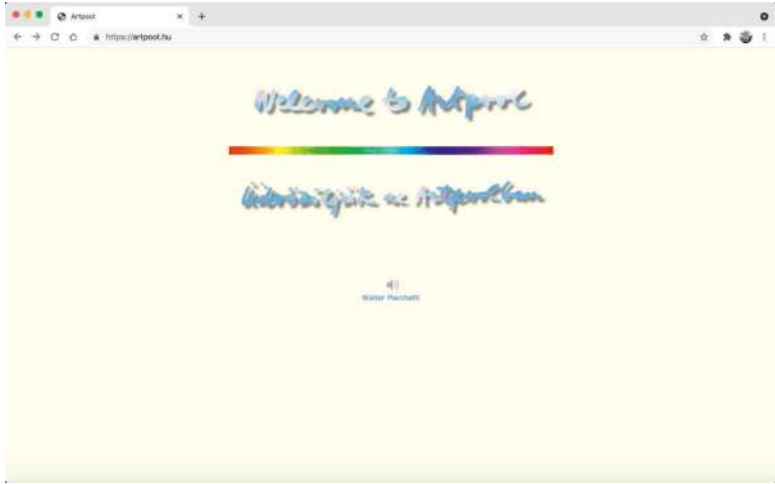 Artpool
https://artpool.hu
Welcome to Artpool
Üdvözöljük az Artpoolban
Walter Marchetti